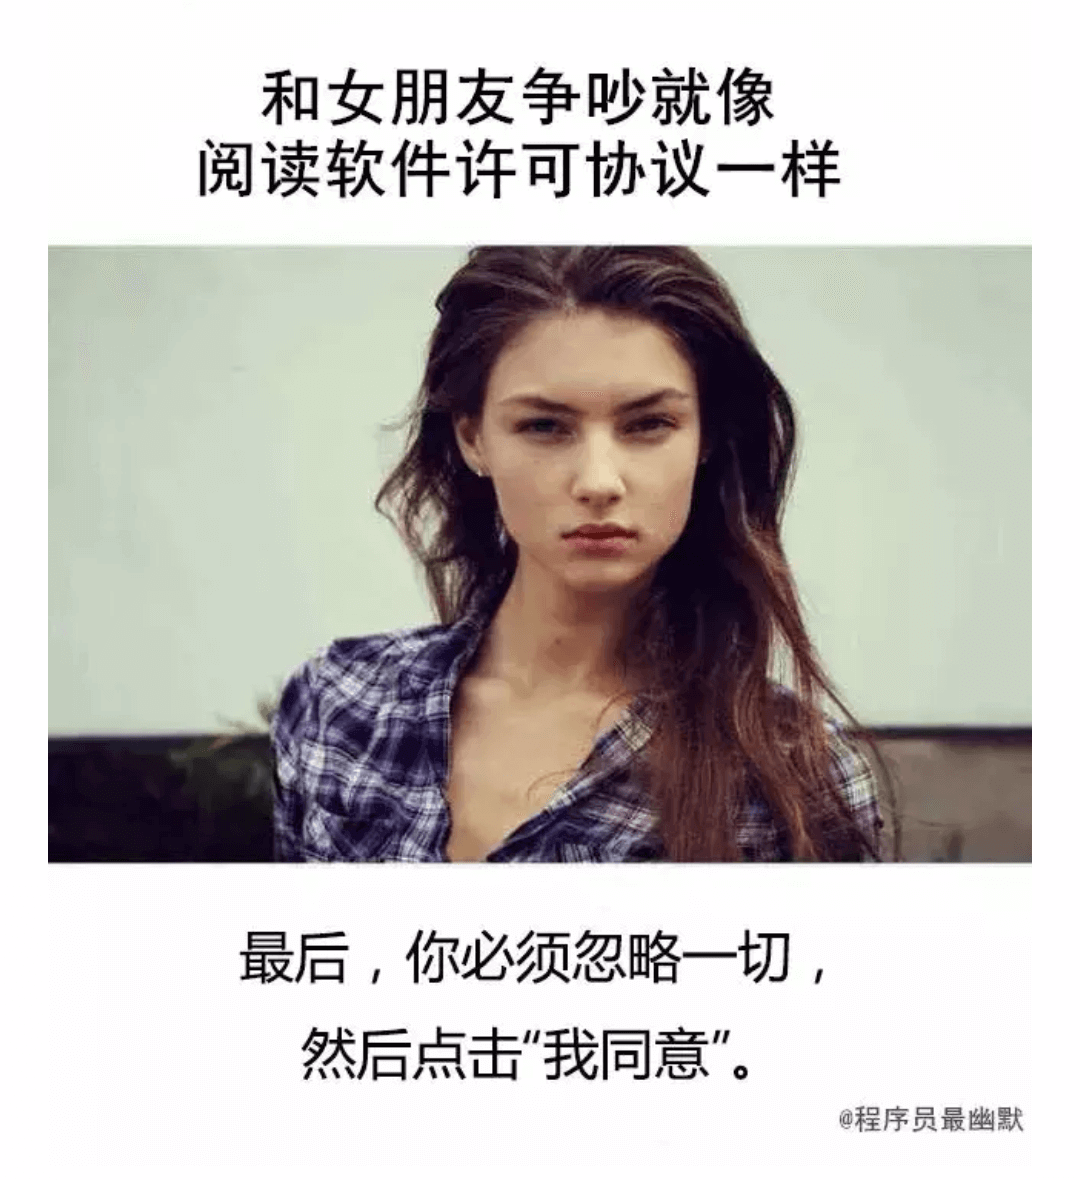 和女朋友争吵就像
阅读软件许可协议一样
最后，你必须忽略一切，
然后点击“我同意”。
@程序员最幽默